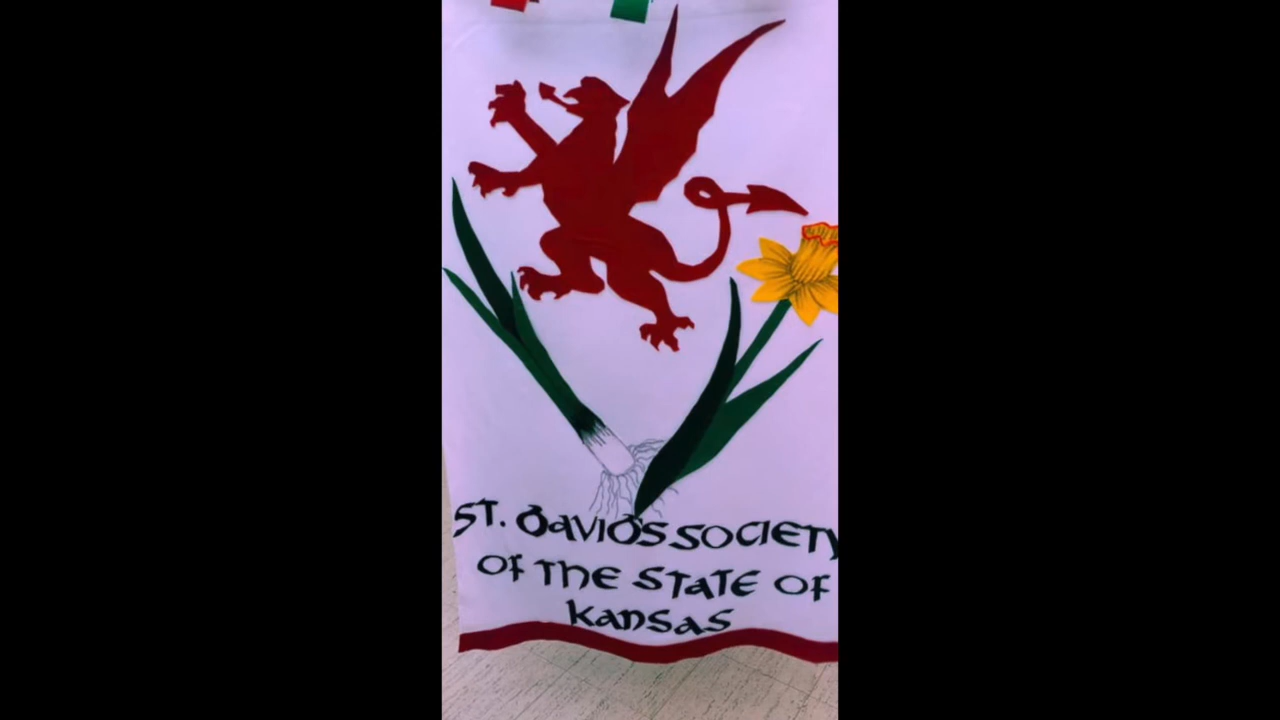 ST. DAVID'S SOCIETY
OF THE STATE OF
KANSAS